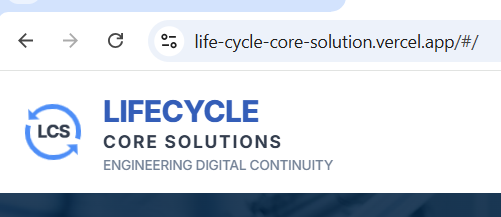 life-cycle-core-solution.vercel.app/#/
LCS
LIFECYCLE
CORE SOLUTIONS
ENGINEERING DIGITAL CONTINUITY